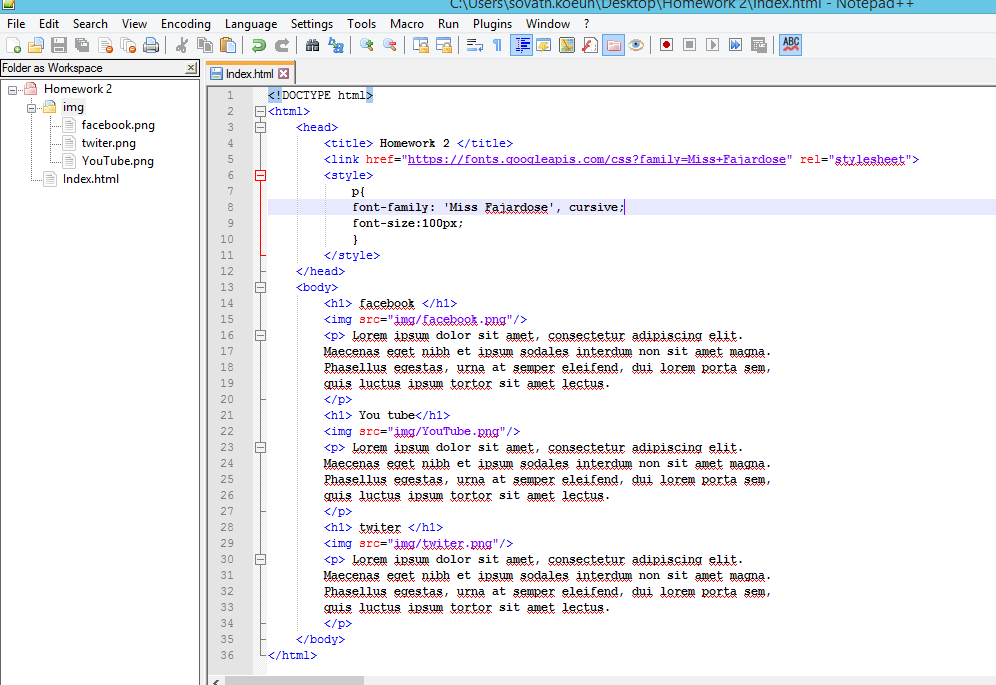 C:\Users\sovath.koeun\Desktop\Homework 2\Index.html - Notepad++
File Edit Search View Encoding Language Settings Tools Macro Run Plugins Window ?
ABC
Folder as Workspace
Homework 2
img
facebook.png
twiter.png
YouTube.png
Index.html
Index.html
1 <!DOCTYPE html>
2 <html>
3 <head>
4 <title> Homework 2 </title>
5 <link href="https://fonts.googleapis.com/css?family=Miss+Fajardose" rel="stylesheet">
6 <style>
7 p{
8 font-family: 'Miss Fajardose', cursive;
9 font-size:100px;
10 }
11 </style>
12 </head>
13 <body>
14 <h1> facebook </h1>
15 <img src="img/facebook.png"/>
16 <p> Lorem ipsum dolor sit amet, consectetur adipiscing elit.
17 Maecenas eget nibh et ipsum sodales interdum non sit amet magna.
18 Phasellus egestas, urna at semper eleifend, dui lorem porta sem,
19 quis luctus ipsum tortor sit amet lectus.
20 </p>
21 <h1> You tube</h1>
22 <img src="img/YouTube.png"/>
23 <p> Lorem ipsum dolor sit amet, consectetur adipiscing elit.
24 Maecenas eget nibh et ipsum sodales interdum non sit amet magna.
25 Phasellus egestas, urna at semper eleifend, dui lorem porta sem,
26 quis luctus ipsum tortor sit amet lectus.
27 </p>
28 <h1> twiter </h1>
29 <img src="img/twiter.png"/>
30 <p> Lorem ipsum dolor sit amet, consectetur adipiscing elit.
31 Maecenas eget nibh et ipsum sodales interdum non sit amet magna.
32 Phasellus egestas, urna at semper eleifend, dui lorem porta sem,
33 quis luctus ipsum tortor sit amet lectus.
34 </p>
35 </body>
36 </html>